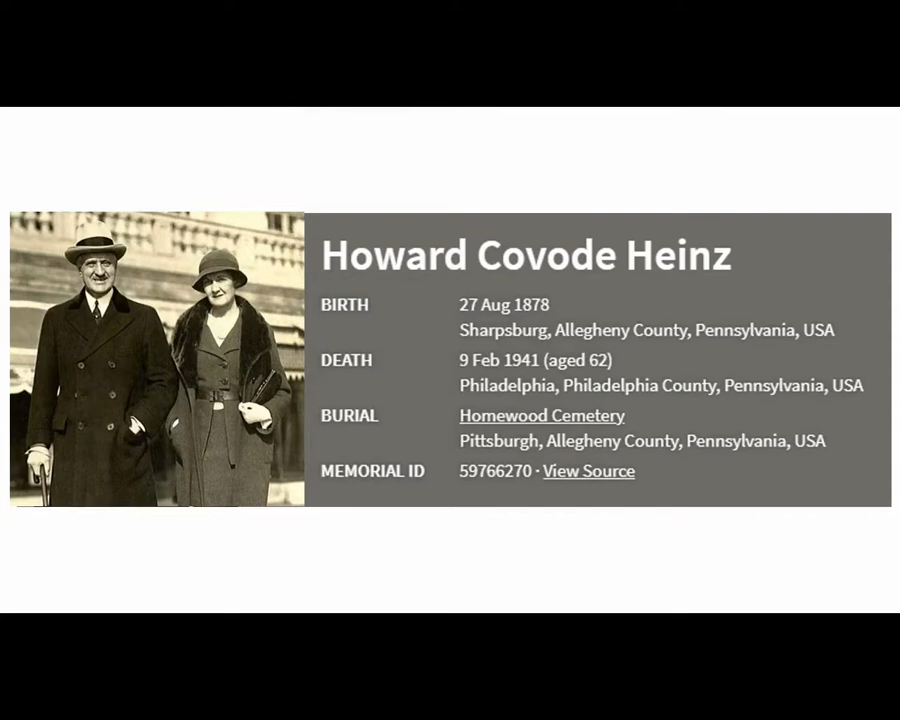 Howard Covode Heinz
BIRTH 27 Aug 1878
Sharpsburg, Allegheny County, Pennsylvania, USA
DEATH 9 Feb 1941 (aged 62)
Philadelphia, Philadelphia County, Pennsylvania, USA
BURIAL Homewood Cemetery
Pittsburgh, Allegheny County, Pennsylvania, USA
MEMORIAL ID 59766270 · View Source